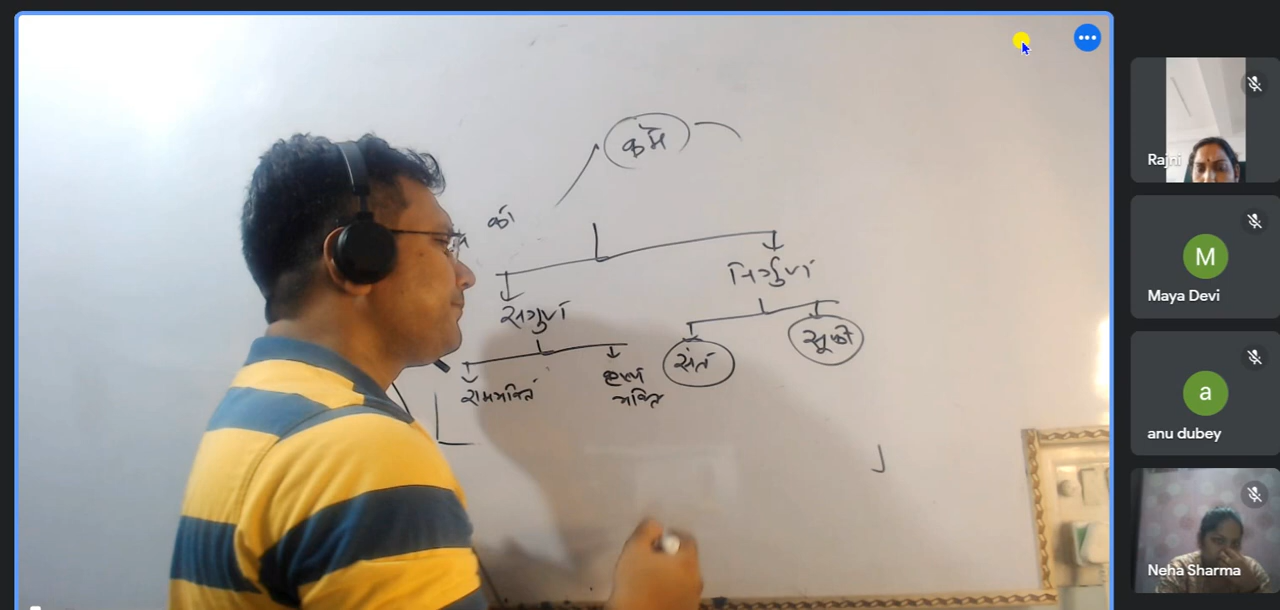 कर्म
को
सगुण
निर्गुण
संत
सूफी
रामभक्ति
कृष्ण
भक्ति
Rajni
M
Maya Devi
a
anu dubey
Neha Sharma